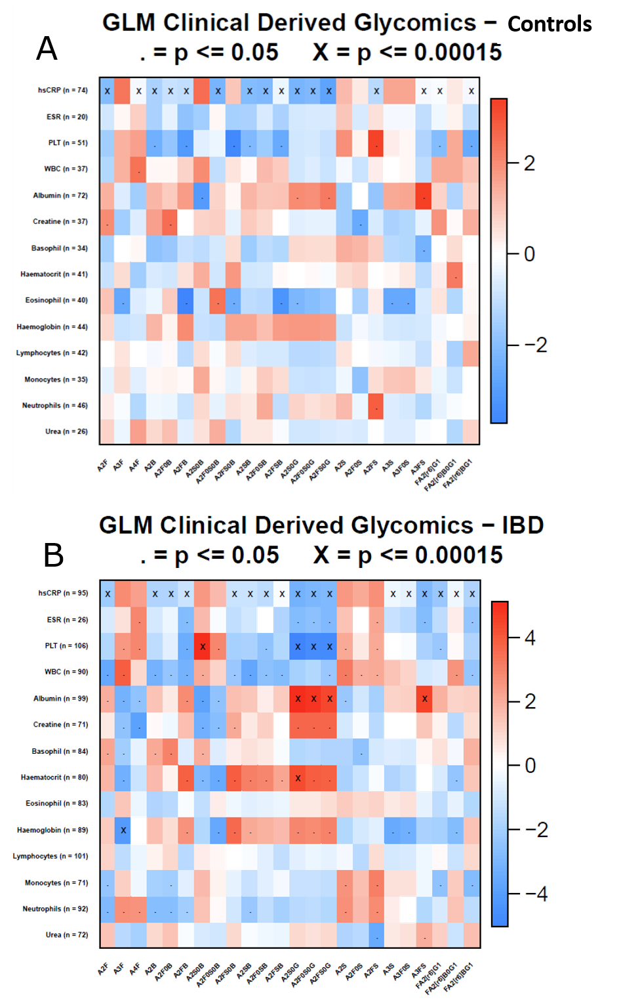 GLM Clinical Derived Glycomics – Controls
A
. = p <= 0.05 X = p <= 0.00015
hsCRP (n = 74)
ESR (n = 20)
PLT (n = 51)
WBC (n = 37)
Albumin (n = 72)
Creatine (n = 37)
Basophil (n = 34)
Haematocrit (n = 41)
Eosinophil (n = 40)
Haemoglobin (n = 44)
Lymphocytes (n = 42)
Monocytes (n = 35)
Neutrophils (n = 46)
Urea (n = 26)
X X X X X X X X X X X X X X X X X
2
0
−2
A2F A3F A4F A2B A2F0B A2FB A2S0B A2F0S0B A2FS0B A2SB A2F0SB A2FSB A2S0G A2F0S0G A2FS0G A2S A2F0S A2FS A3S A3F0S A3FS FA2[r6]G1 FA2[r6]B0G1 FA2[r6]BG1
GLM Clinical Derived Glycomics – IBD
B
. = p <= 0.05 X = p <= 0.00015
hsCRP (n = 95)
ESR (n = 26)
PLT (n = 106)
WBC (n = 90)
Albumin (n = 99)
Creatine (n = 71)
Basophil (n = 84)
Haematocrit (n = 80)
Eosinophil (n = 83)
Haemoglobin (n = 89)
Lymphocytes (n = 101)
Monocytes (n = 71)
Neutrophils (n = 92)
Urea (n = 72)
X X X X X X X X X X X X X X X X X
X X X X
X X X X
X
X
4
2
0
−2
−4
A2F A3F A4F A2B A2F0B A2FB A2S0B A2F0S0B A2FS0B A2SB A2F0SB A2FSB A2S0G A2F0S0G A2FS0G A2S A2F0S A2FS A3S A3F0S A3FS FA2[r6]G1 FA2[r6]B0G1 FA2[r6]BG1